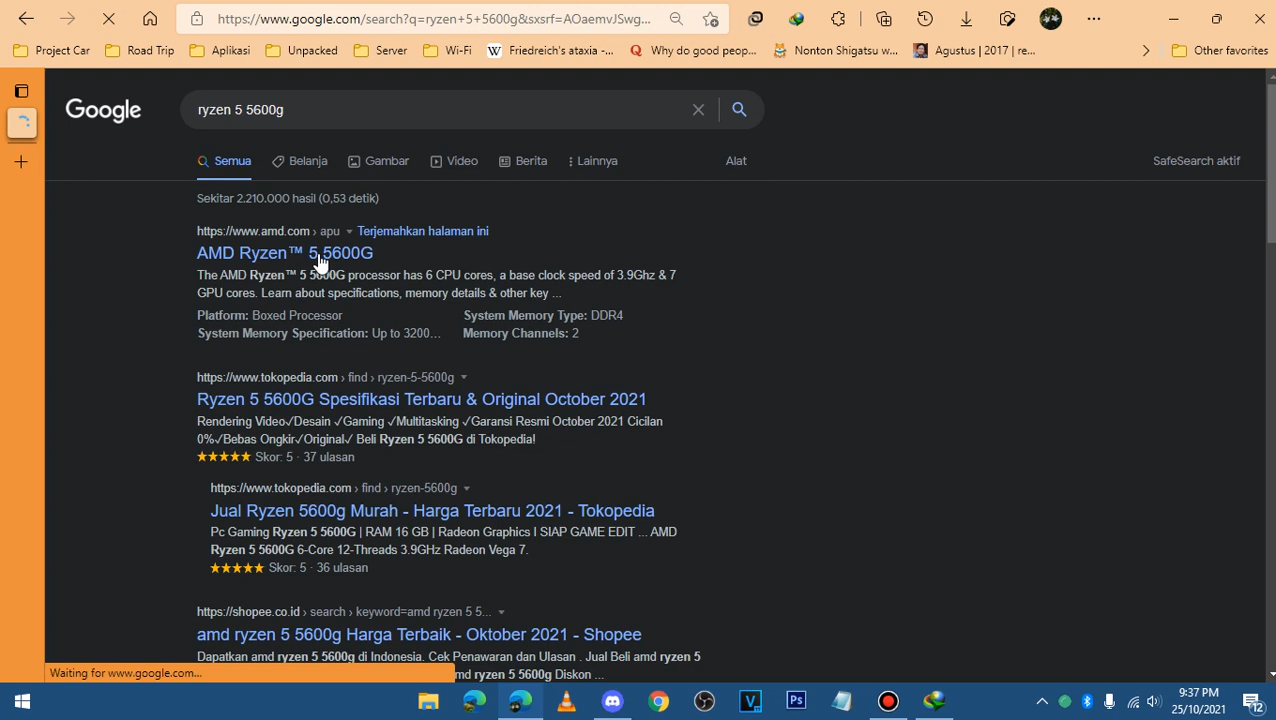 https://www.google.com/search?q=ryzen+5+5600g&sxsrf=AOaemvJSwg...
Project Car
Road Trip
Aplikasi
Unpacked
Server
Wi-Fi
W Friedreich's ataxia -...
Why do good peop...
Nonton Shigatsu w...
Agustus | 2017 | re...
Other favorites
Google
ryzen 5 5600g
Semua
Belanja
Gambar
Video
Berita
Lainnya
Alat
SafeSearch aktif
Sekitar 2.210.000 hasil (0,53 detik)
https://www.amd.com › apu Terjemahkan halaman ini
AMD Ryzen™ 5 5600G
The AMD Ryzen™ 5 5600G processor has 6 CPU cores, a base clock speed of 3.9Ghz & 7
GPU cores. Learn about specifications, memory details & other key ...
Platform: Boxed Processor
System Memory Type: DDR4
System Memory Specification: Up to 3200...
Memory Channels: 2
https://www.tokopedia.com › find › ryzen-5-5600g
Ryzen 5 5600G Spesifikasi Terbaru & Original October 2021
Rendering Video✓Desain ✓Gaming ✓Multitasking ✓Garansi Resmi October 2021 Cicilan
0%✓Bebas Ongkir✓Original✓ Beli Ryzen 5 5600G di Tokopedia!
★★★★★ Skor: 5 · 37 ulasan
https://www.tokopedia.com › find › ryzen-5600g
Jual Ryzen 5600g Murah - Harga Terbaru 2021 - Tokopedia
Pc Gaming Ryzen 5 5600G | RAM 16 GB | Radeon Graphics I SIAP GAME EDIT ... AMD
Ryzen 5 5600G 6-Core 12-Threads 3.9GHz Radeon Vega 7.
★★★★★ Skor: 5 · 36 ulasan
https://shopee.co.id › search › keyword=amd ryzen 5 5...
amd ryzen 5 5600g Harga Terbaik - Oktober 2021 - Shopee
Dapatkan amd ryzen 5 5600g di Indonesia. Cek Penawaran dan Ulasan . Jual Beli amd ryzen 5
md ryzen 5 5600g Diskon ...
Waiting for www.google.com...
V
Ps
9:37 PM
25/10/2021
12